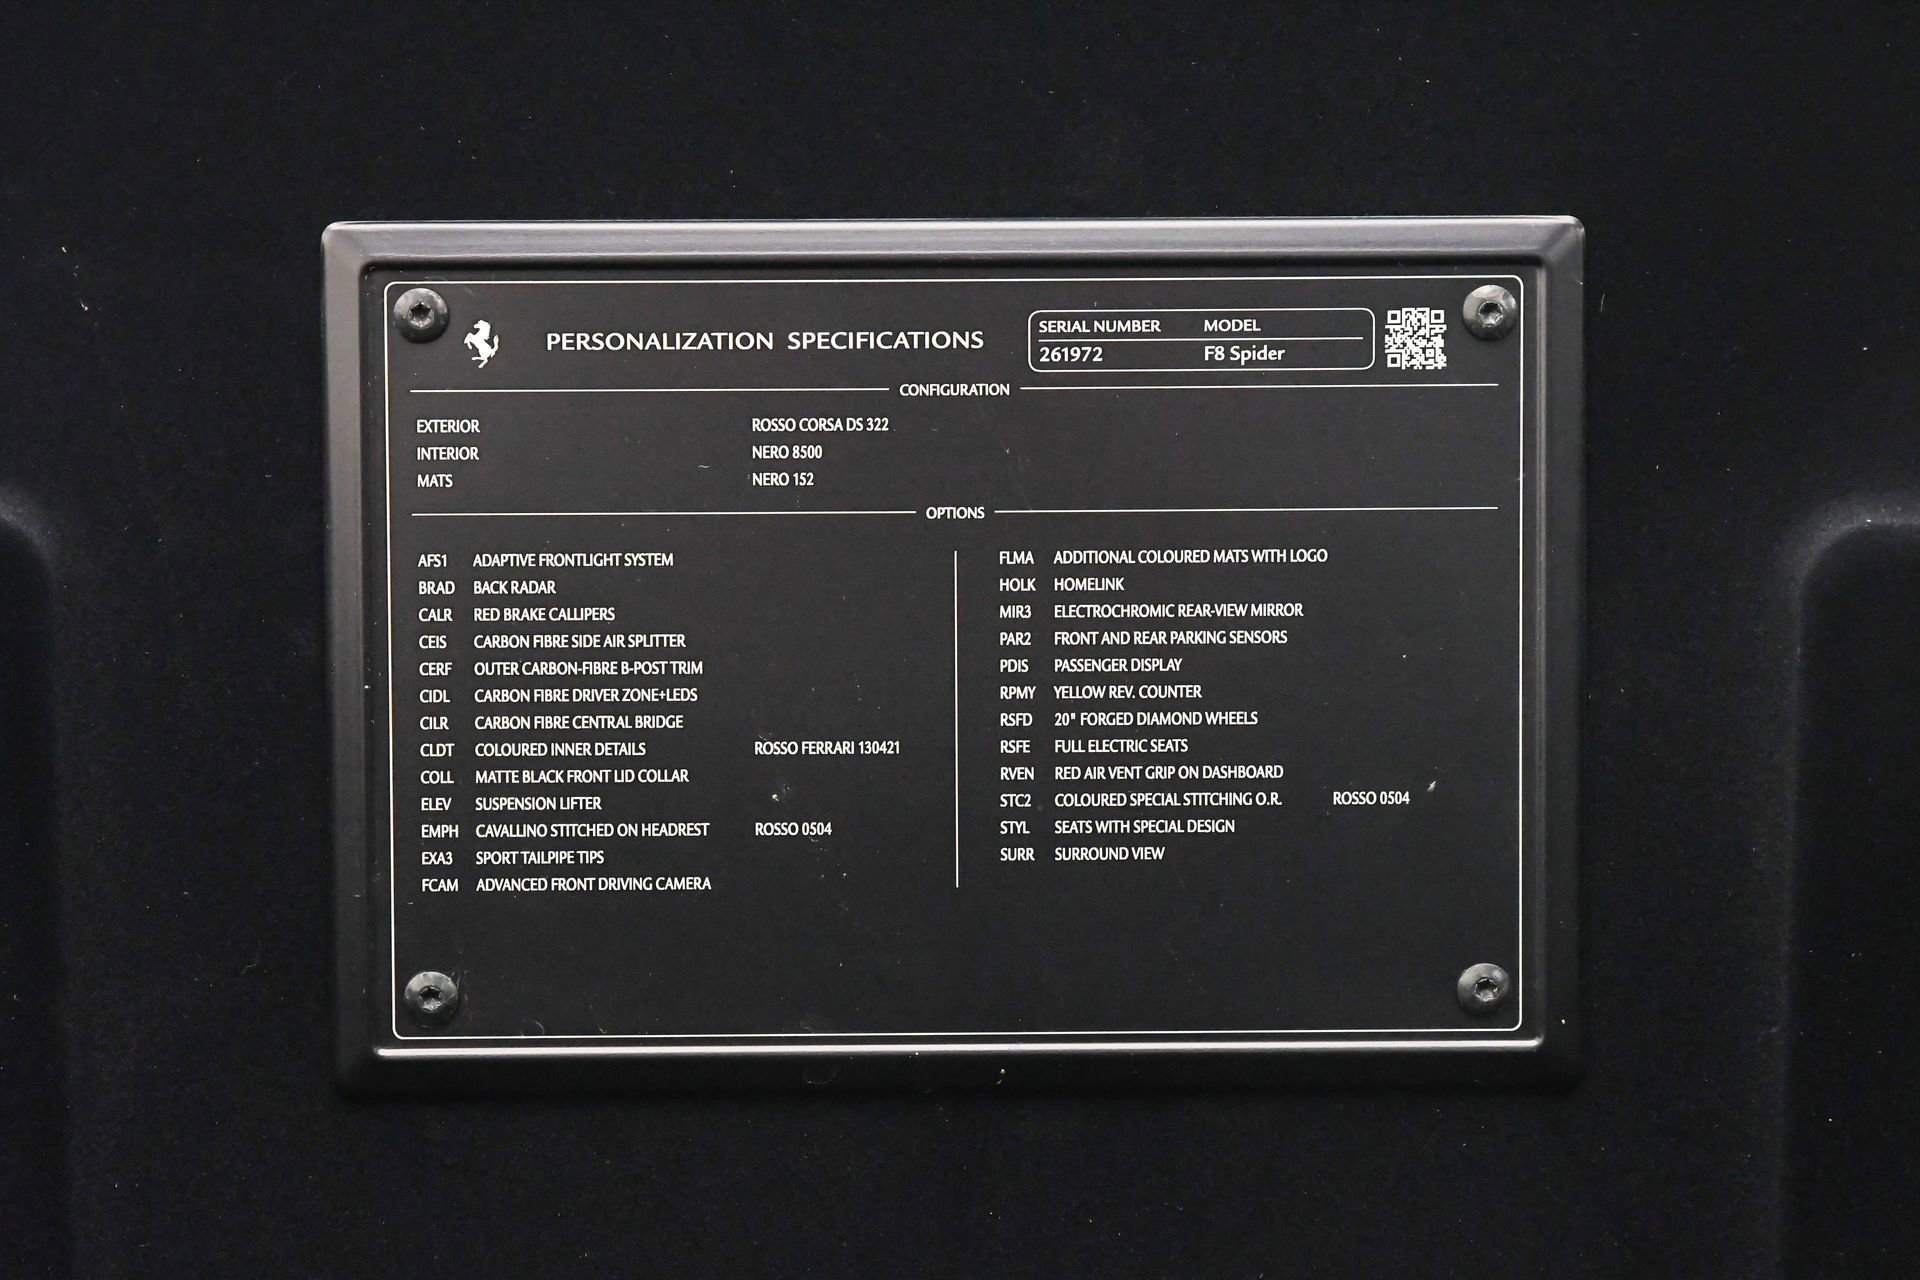 PERSONALIZATION SPECIFICATIONS
SERIAL NUMBER MODEL
261972 F8 Spider
CONFIGURATION
EXTERIOR ROSSO CORSA DS 322
INTERIOR NERO 8500
MATS NERO 152
OPTIONS
AFS1 ADAPTIVE FRONTLIGHT SYSTEM
BRAD BACK RADAR
CALR RED BRAKE CALLIPERS
CEIS CARBON FIBRE SIDE AIR SPLITTER
CERF OUTER CARBON-FIBRE B-POST TRIM
CIDL CARBON FIBRE DRIVER ZONE+LEDS
CILR CARBON FIBRE CENTRAL BRIDGE
CLDT COLOURED INNER DETAILS ROSSO FERRARI 130421
COLL MATTE BLACK FRONT LID COLLAR
ELEV SUSPENSION LIFTER
EMPH CAVALLINO STITCHED ON HEADREST ROSSO 0504
EXA3 SPORT TAILPIPE TIPS
FCAM ADVANCED FRONT DRIVING CAMERA
FLMA ADDITIONAL COLOURED MATS WITH LOGO
HOLK HOMELINK
MIR3 ELECTROCHROMIC REAR-VIEW MIRROR
PAR2 FRONT AND REAR PARKING SENSORS
PDIS PASSENGER DISPLAY
RPMY YELLOW REV. COUNTER
RSFD 20" FORGED DIAMOND WHEELS
RSFE FULL ELECTRIC SEATS
RVEN RED AIR VENT GRIP ON DASHBOARD
STC2 COLOURED SPECIAL STITCHING O.R. ROSSO 0504
STYL SEATS WITH SPECIAL DESIGN
SURR SURROUND VIEW